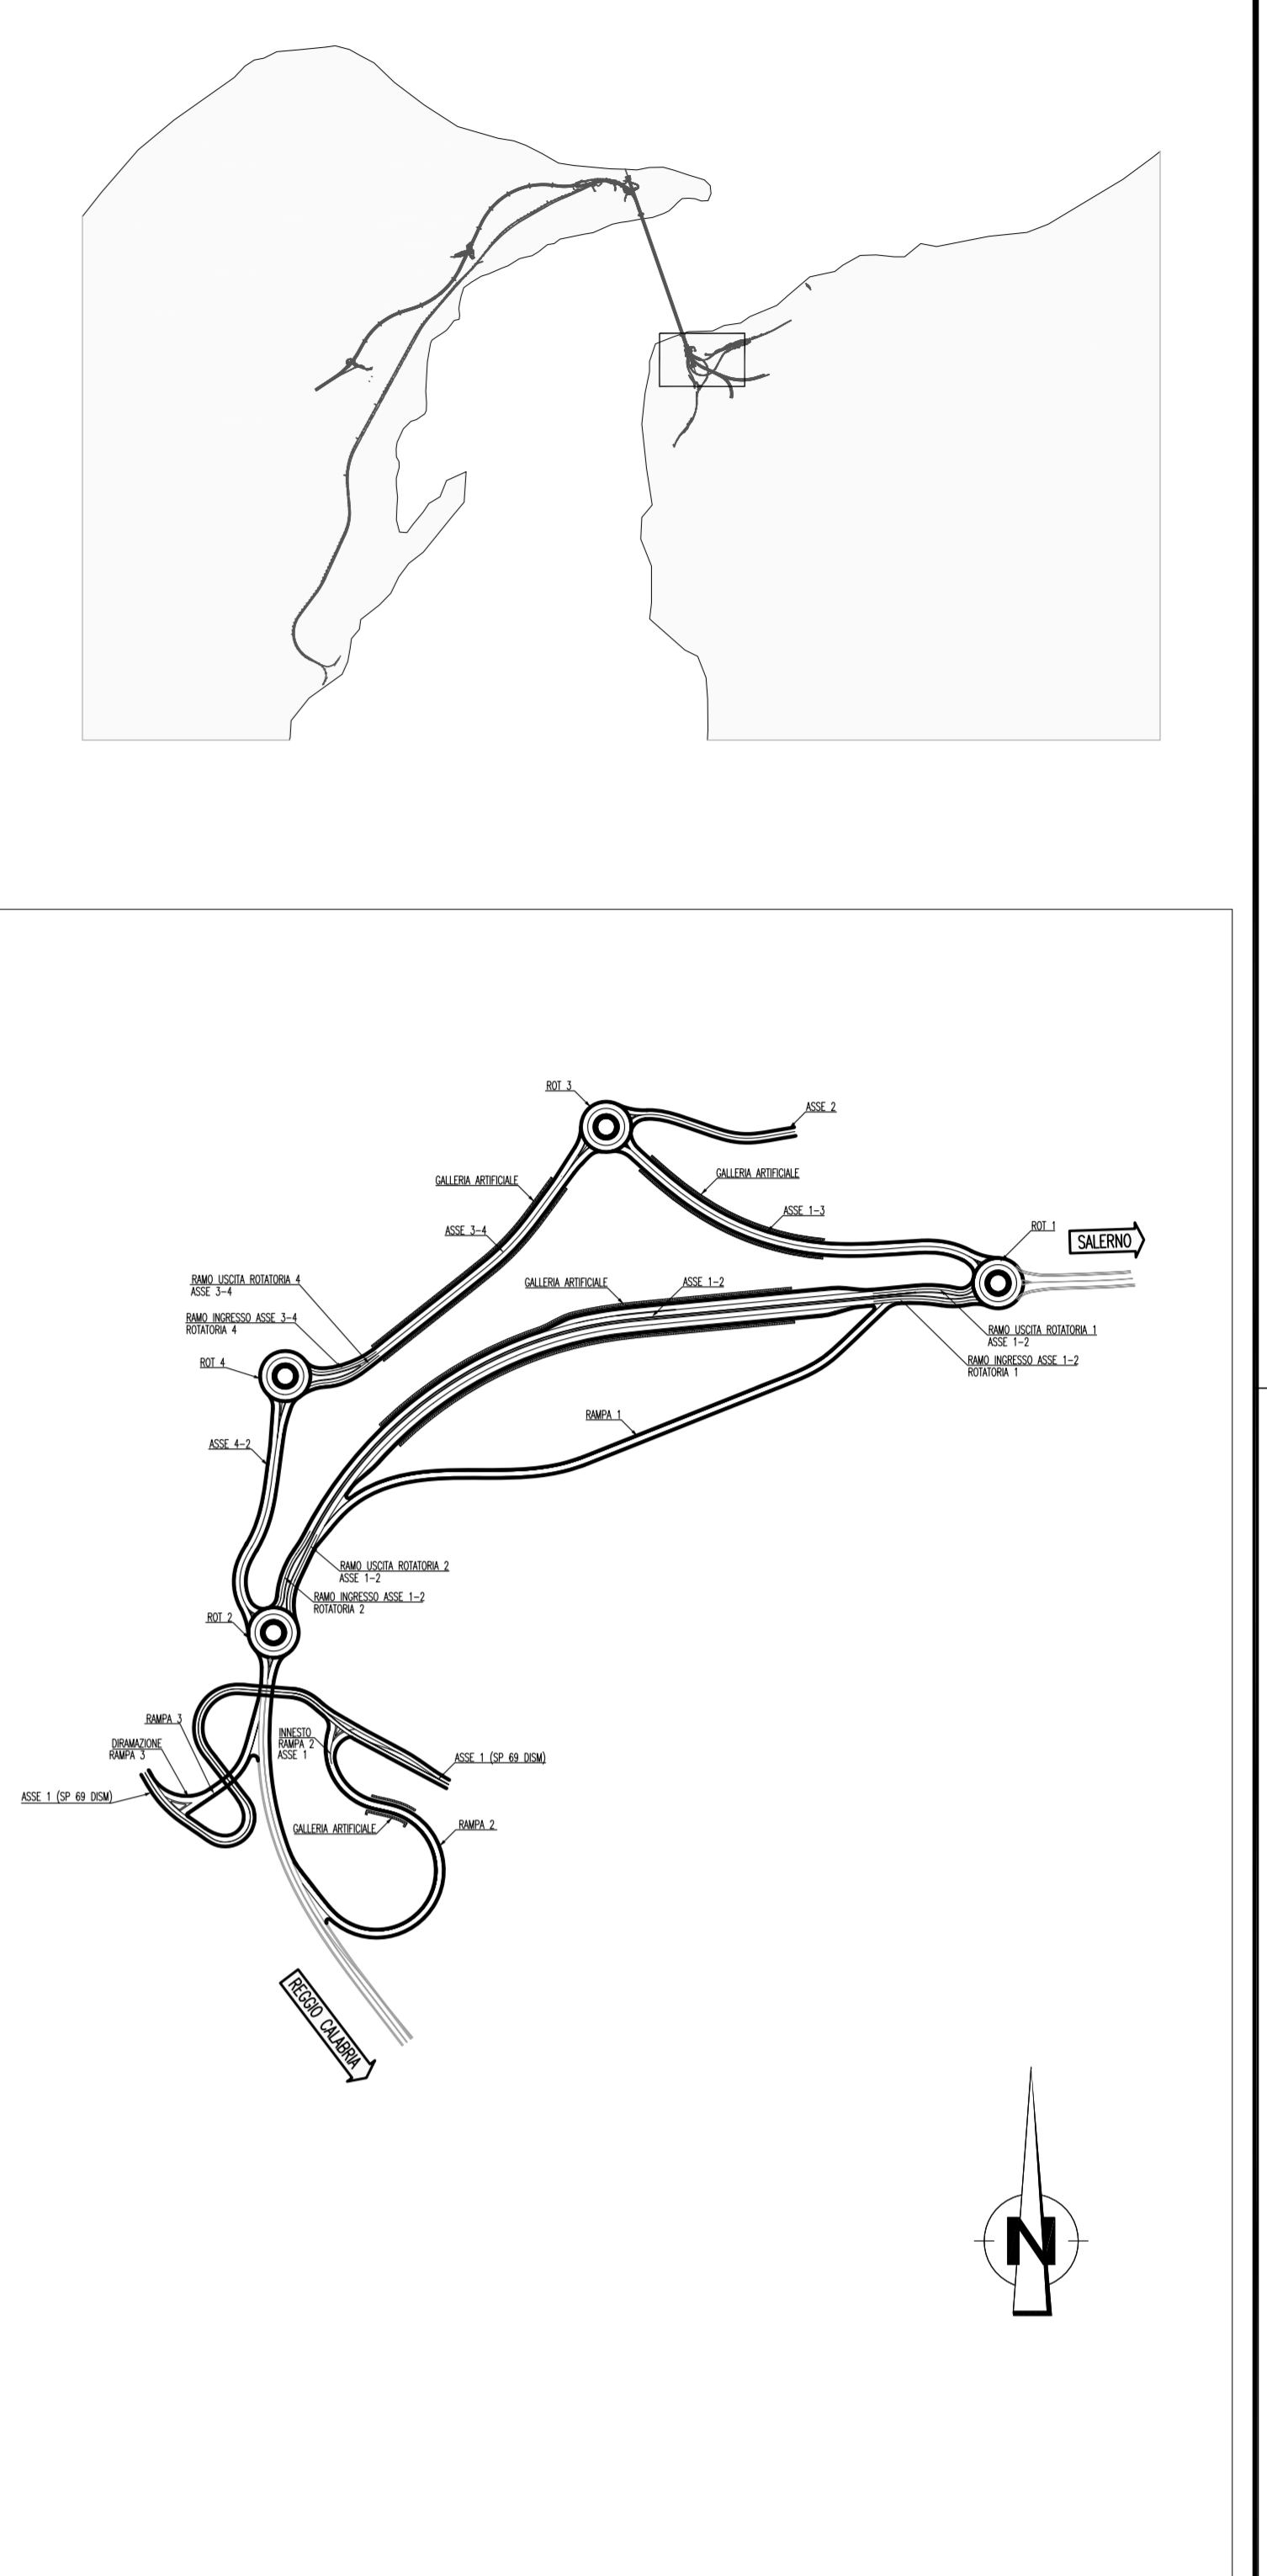 ROT 3
ASSE 2
GALLERIA ARTIFICIALE
GALLERIA ARTIFICIALE
ASSE 1-3
ASSE 3-4
ROT 1
SALERNO
RAMO USCITA ROTATORIA 4
ASSE 3-4
GALLERIA ARTIFICIALE
ASSE 1-2
RAMO INGRESSO ASSE 3-4
ROTATORIA 4
RAMO USCITA ROTATORIA 1
ASSE 1-2
ROT 4
RAMO INGRESSO ASSE 1-2
ROTATORIA 1
RAMPA 1
ASSE 4-2
RAMO USCITA ROTATORIA 2
ASSE 1-2
RAMO INGRESSO ASSE 1-2
ROTATORIA 2
ROT 2
RAMPA 3
INNESTO
RAMPA 2
ASSE 1
DIRAMAZIONE
RAMPA 3
ASSE 1 (SP 69 DISM)
ASSE 1 (SP 69 DISM)
GALLERIA ARTIFICIALE
RAMPA 2
REGGIO CALABRIA
N